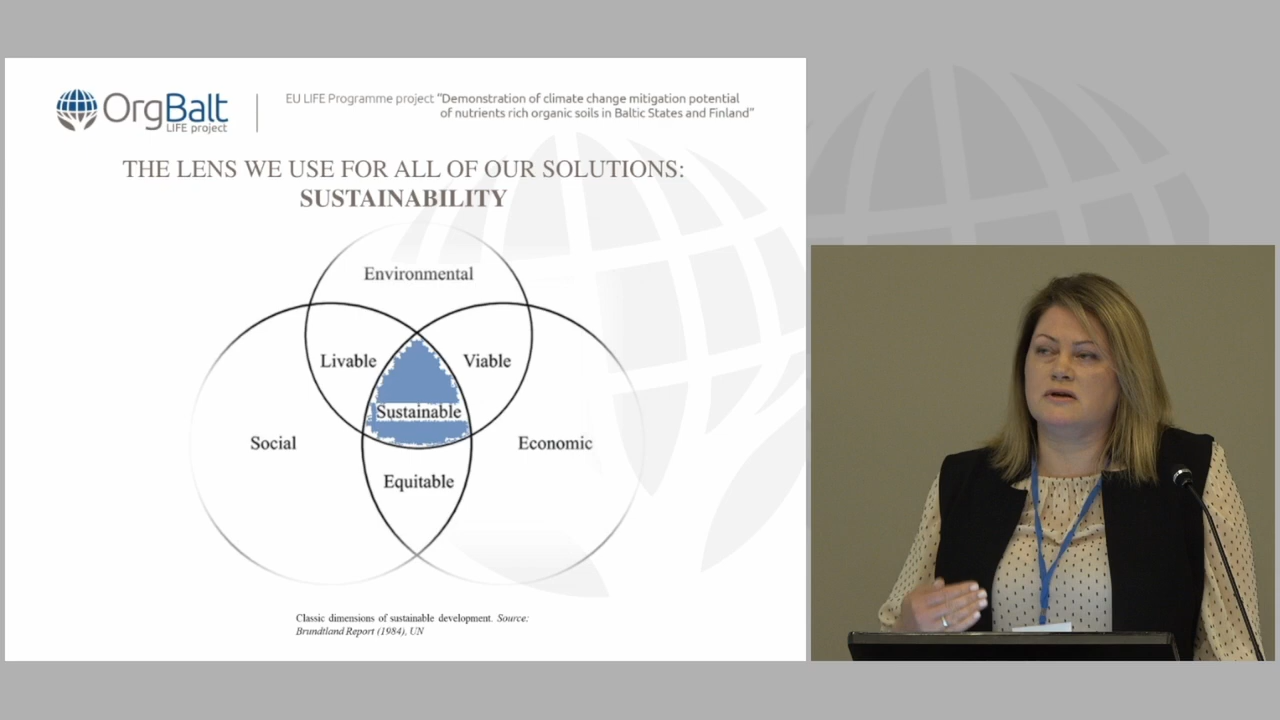 OrgBalt
LIFE project
EU LIFE Programme project "Demonstration of climate change mitigation potential
of nutrients rich organic soils in Baltic States and Finland"
THE LENS WE USE FOR ALL OF OUR SOLUTIONS:
SUSTAINABILITY
Environmental
Livable
Viable
Sustainable
Social
Economic
Equitable
Classic dimensions of sustainable development. Source:
Brundtland Report (1984), UN